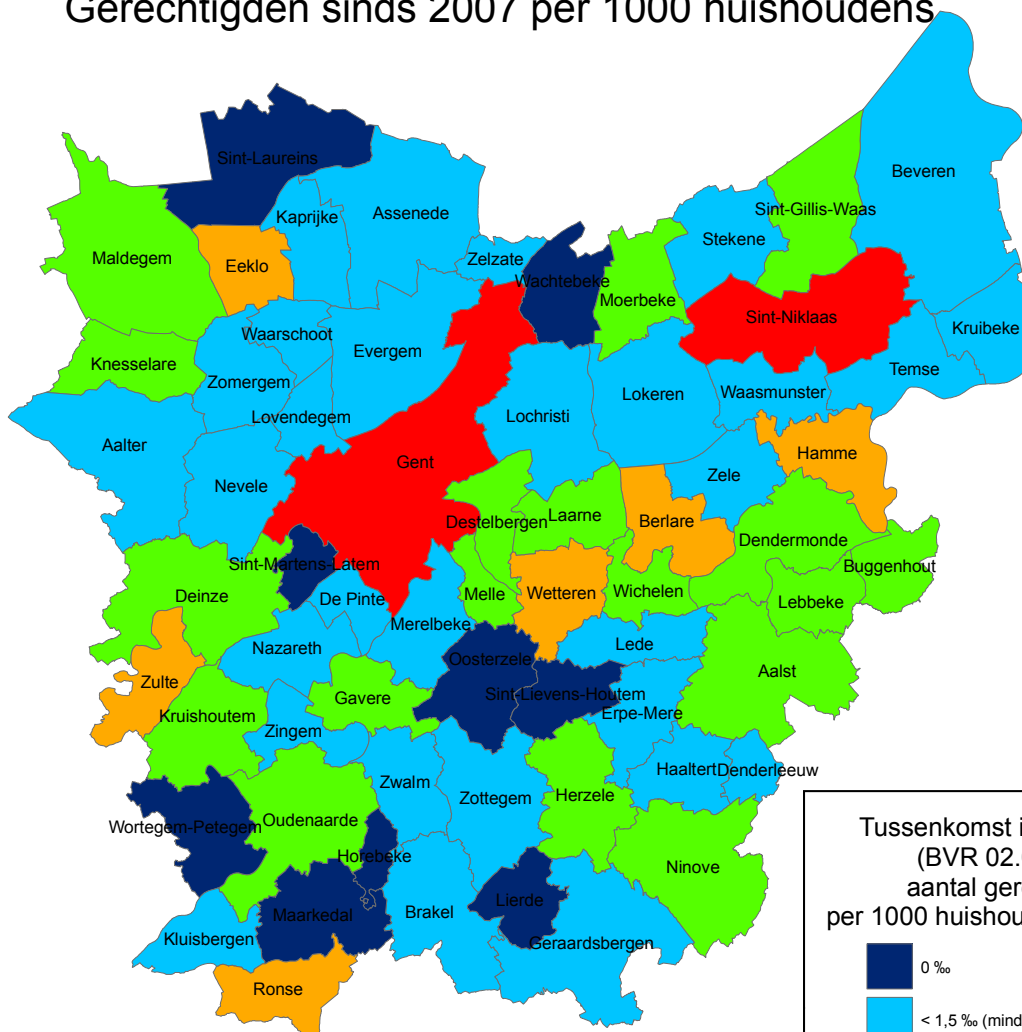 Gerechtigden sinds 2007 per 1000 huishoudens
Sint-Laureins
Beveren
Kaprijke
Assenede
Sint-Gillis-Waas
Stekene
Maldegem
Eeklo
Zelzate
Wachtebeke
Moerbeke
Sint-Niklaas
Kruibeke
Waarschoot
Evergem
Knesselare
Zomergem
Temse
Lokeren
Waasmunster
Lovendegem
Lochristi
Aalter
Hamme
Gent
Zele
Nevele
Destelbergen
Laarne
Berlare
Dendermonde
Sint-Martens-Latem
Buggenhout
Deinze
De Pinte
Melle
Wetteren
Wichelen
Lebbeke
Merelbeke
Nazareth
Lede
Oosterzele
Aalst
Zulte
Gavere
Sint-Lievens-Houtem
Kruishoutem
Erpe-Mere
Zingem
Haaltert
Denderleeuw
Zwalm
Zottegem
Herzele
Wortegem-Petegem
Oudenaarde
Horebeke
Ninove
Lierde
Maarkedal
Brakel
Kluisbergen
Geraardsbergen
Ronse
Tussenkomst i
(BVR 02.
aantal ger
per 1000 huishou
0 ‰
< 1,5 ‰ (mind